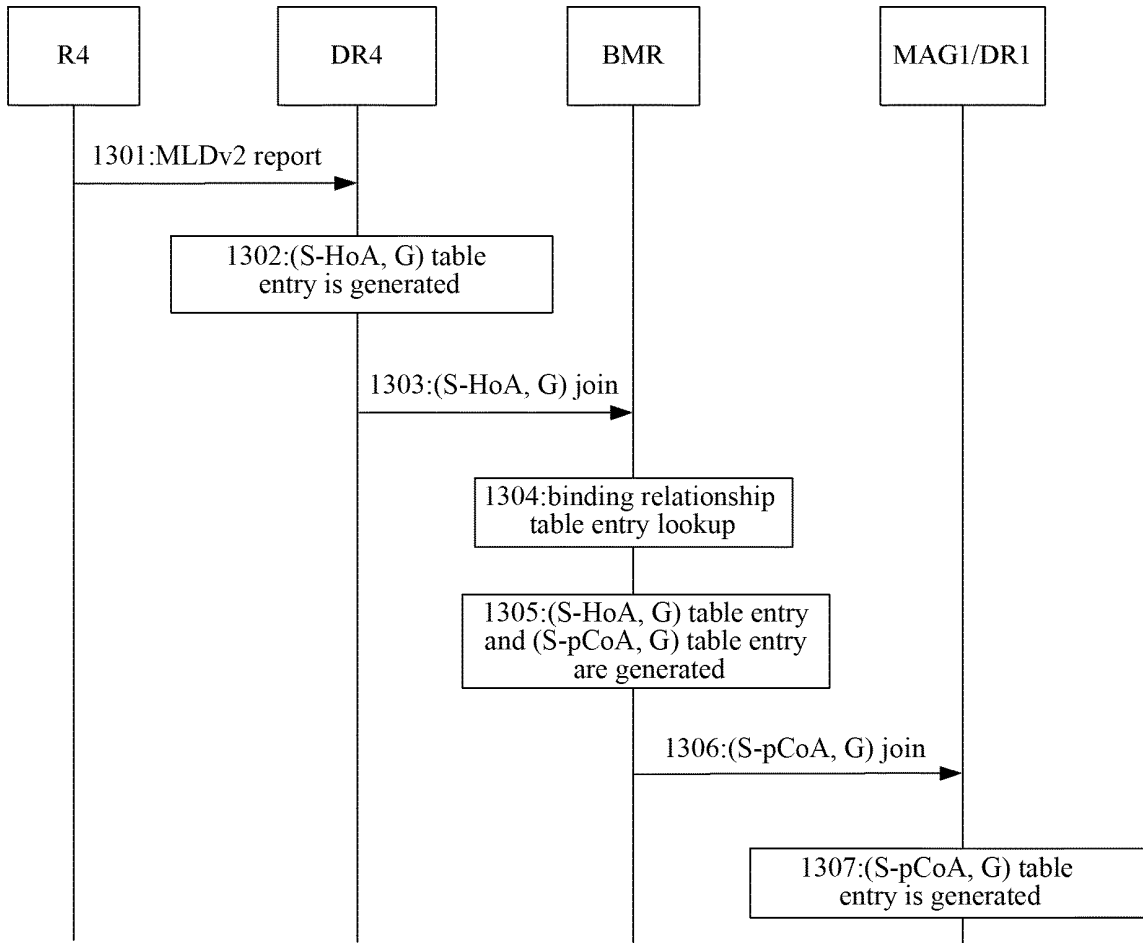 R4
DR4
BMR
MAG1/DR1
1301:MLDv2 report
1302:(S-HoA, G) table
entry is generated
1303:(S-HoA, G) join
1304:binding relationship
table entry lookup
1305:(S-HoA, G) table entry
and (S-pCoA, G) table entry
are generated
1306:(S-pCoA, G) join
1307:(S-pCoA, G) table
entry is generated